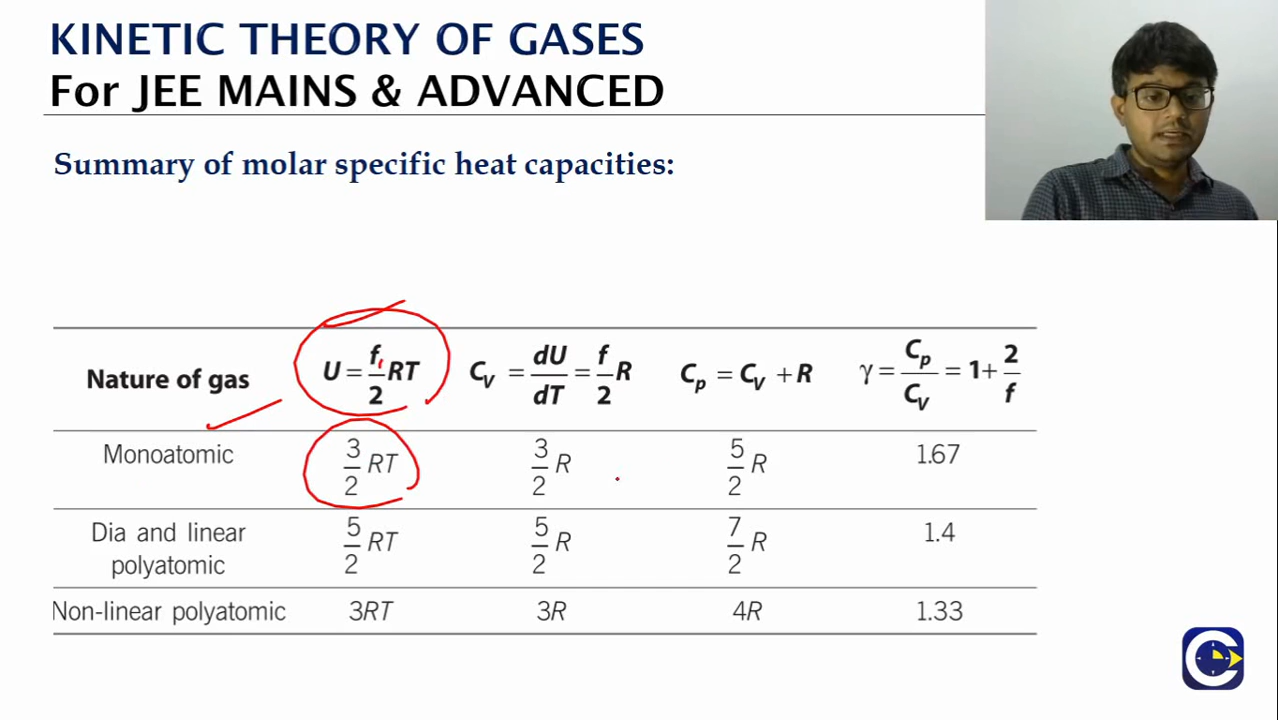 KINETIC THEORY OF GASES
For JEE MAINS & ADVANCED
Summary of molar specific heat capacities:
Nature of gas U = f/2 RT C_V = dU/dT = f/2 R C_p = C_V + R γ = C_p/C_V = 1+ 2/f
Monoatomic 3/2 RT 3/2 R 5/2 R 1.67
Dia and linear polyatomic 5/2 RT 5/2 R 7/2 R 1.4
Non-linear polyatomic 3RT 3R 4R 1.33